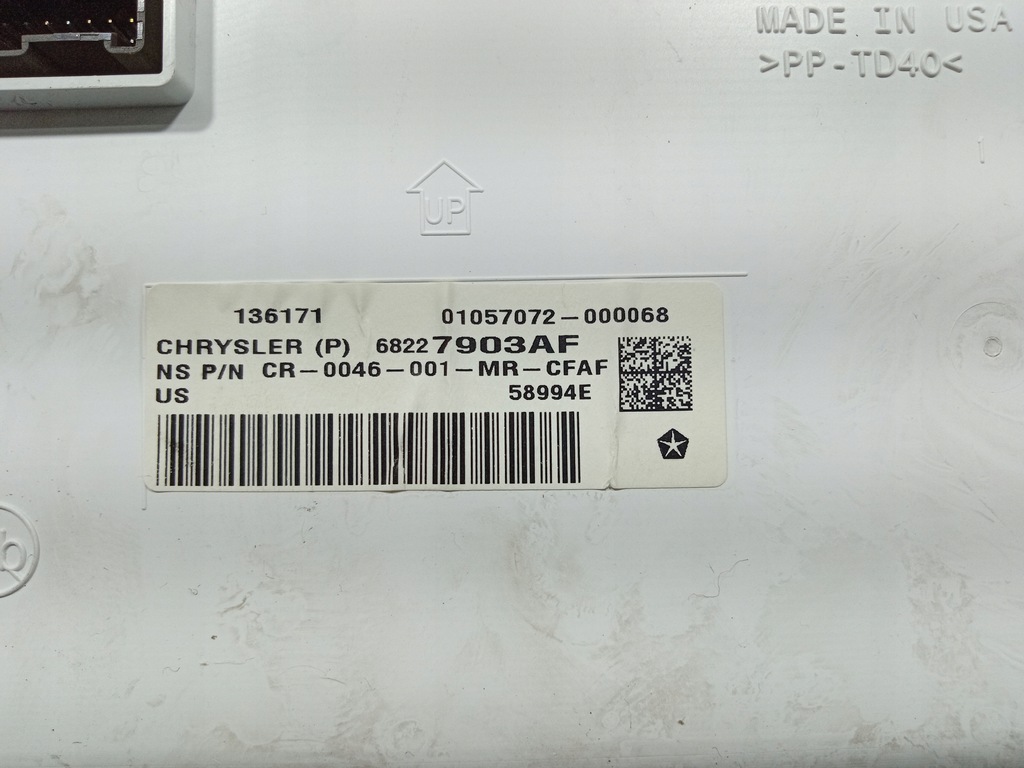 MADE IN USA
>PP-TD40<
UP
136171 01057072-000068
CHRYSLER (P) 68227903AF
NS P/N CR-0046-001-MR-CFAF
US 58994E
b